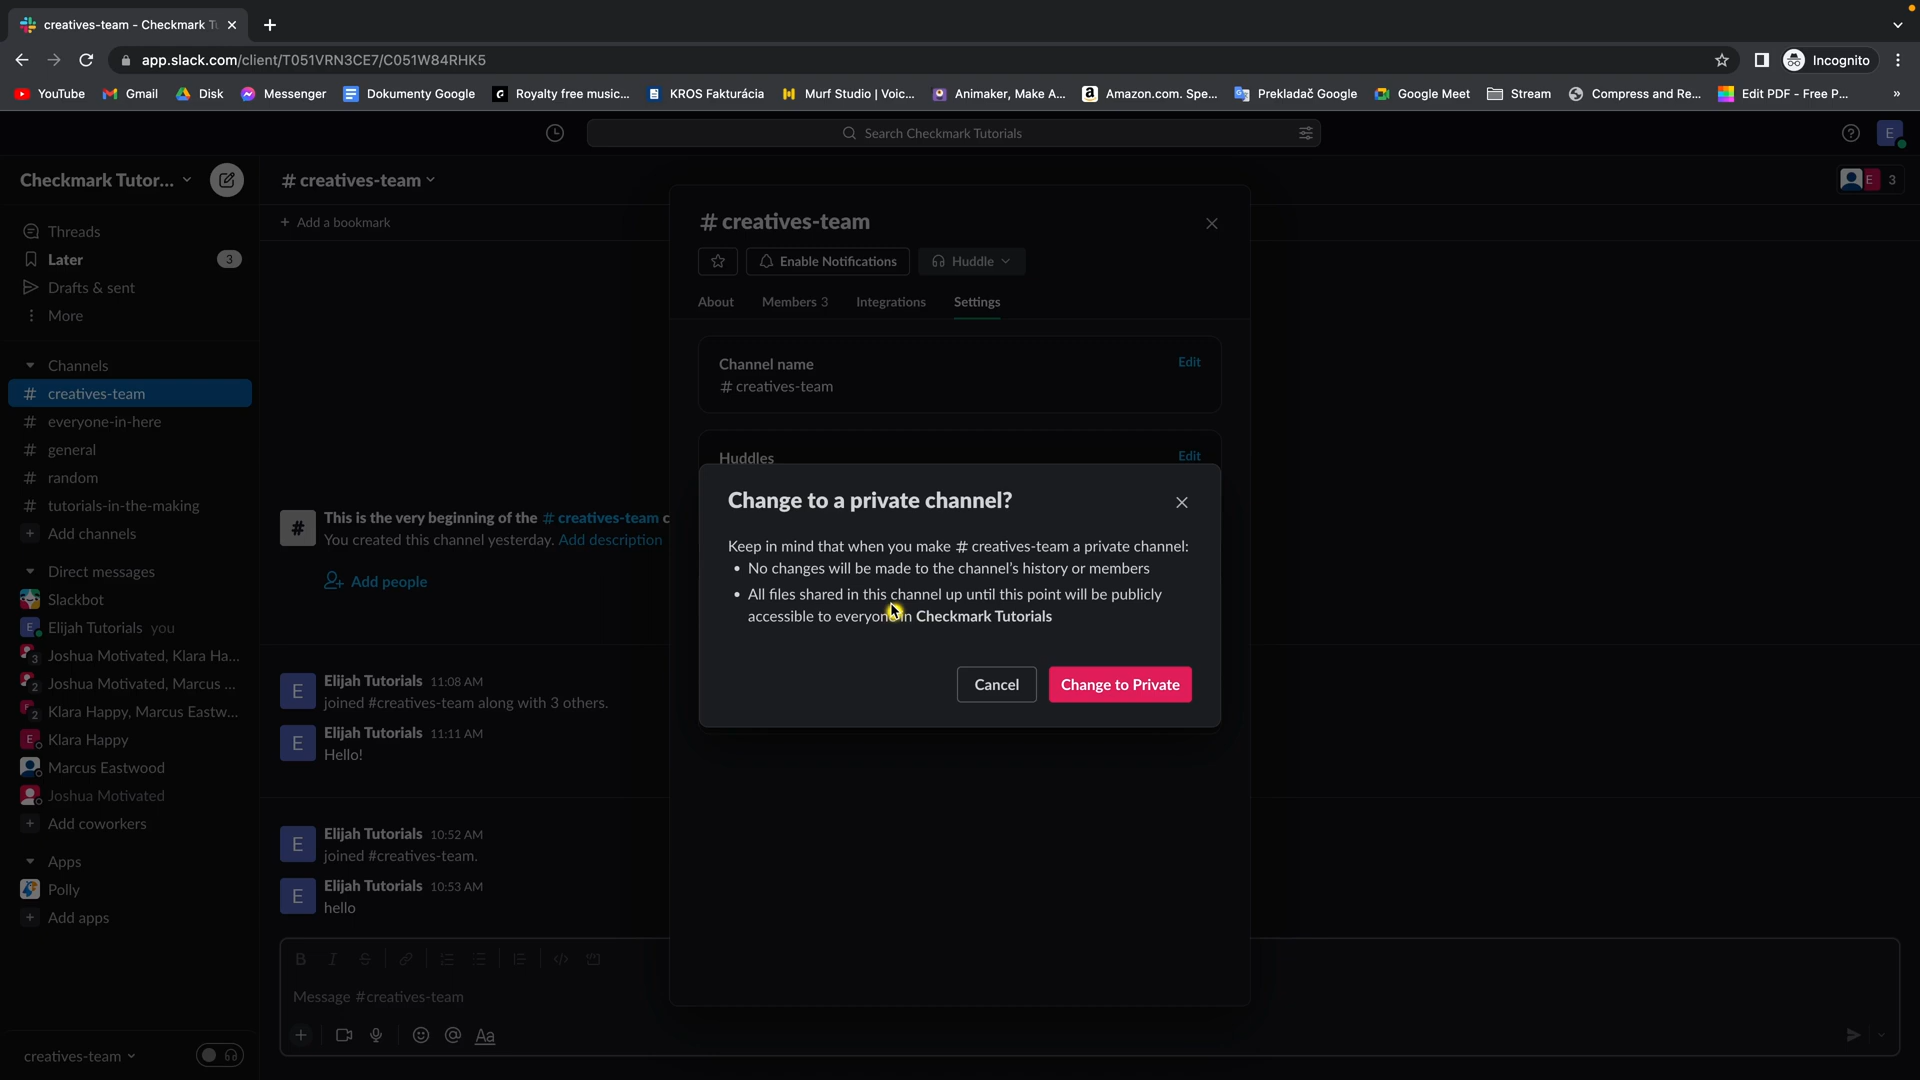 creatives-team - Checkmark Tu
app.slack.com/client/T051VRN3CE7/C051W84RHK5
Incognito
YouTube
Gmail
Disk
Messenger
Dokumenty Google
Royalty free music...
KROS Fakturácia
Murf Studio | Voic...
Animaker, Make A...
Amazon.com. Spe...
Prekladač Google
Google Meet
Stream
Compress and Re...
Edit PDF - Free P...
»
Search Checkmark Tutorials
E
Checkmark Tutor...
# creatives-team
E 3
+ Add a bookmark
Threads
Later 3
Drafts & sent
More
Channels
# creatives-team
# everyone-in-here
# general
# random
# tutorials-in-the-making
+ Add channels
Direct messages
Slackbot
E Elijah Tutorials you
3 Joshua Motivated, Klara Ha...
2 Joshua Motivated, Marcus ...
2 Klara Happy, Marcus Eastw...
E Klara Happy
Marcus Eastwood
Joshua Motivated
+ Add coworkers
Apps
Polly
+ Add apps
creatives-team
# This is the very beginning of the # creatives-team c
You created this channel yesterday. Add description
Add people
E Elijah Tutorials 11:08 AM
joined #creatives-team along with 3 others.
E Elijah Tutorials 11:11 AM
Hello!
E Elijah Tutorials 10:52 AM
joined #creatives-team.
E Elijah Tutorials 10:53 AM
hello
B I S
Message #creatives-team
+ @ Aa
# creatives-team
Enable Notifications
Huddle
About
Members 3
Integrations
Settings
Channel name Edit
# creatives-team
Huddles Edit
Change to a private channel?
Keep in mind that when you make # creatives-team a private channel:
• No changes will be made to the channel's history or members
• All files shared in this channel up until this point will be publicly
accessible to everyone in Checkmark Tutorials
Cancel
Change to Private